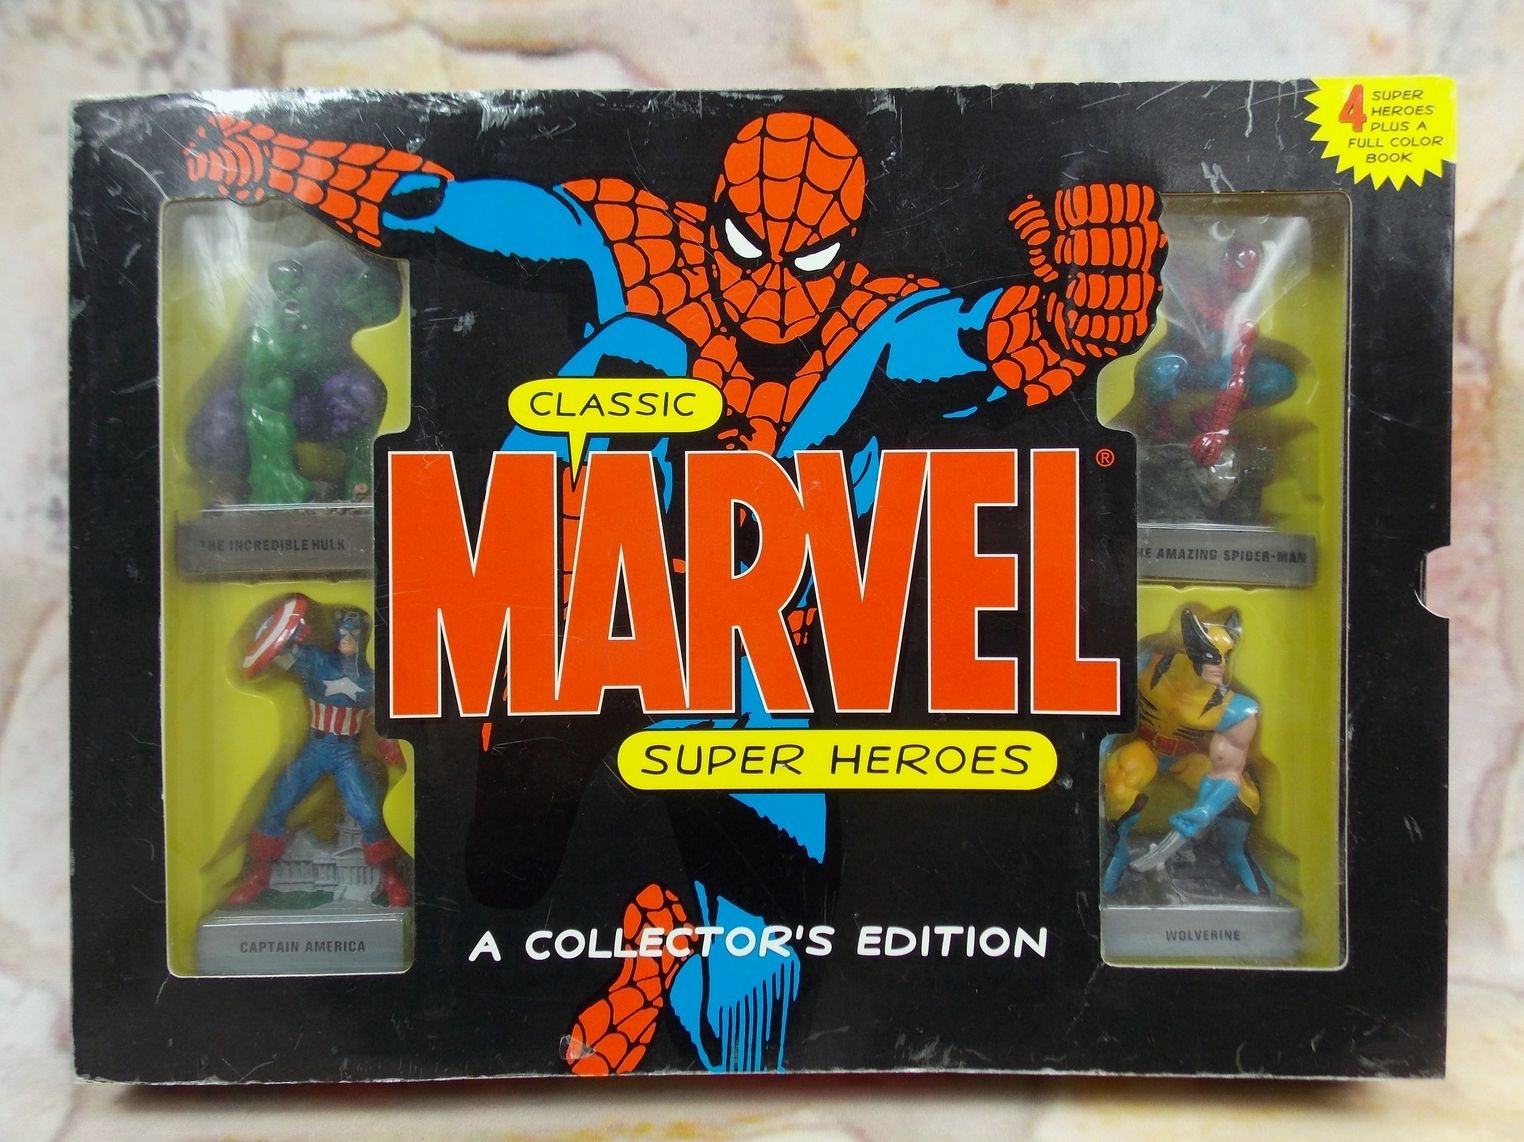 4 SUPER
HEROES
PLUS A
FULL COLOR
BOOK
CLASSIC
MARVEL®
SUPER HEROES
A COLLECTOR'S EDITION
THE INCREDIBLE HULK
HE AMAZING SPIDER-MAN
CAPTAIN AMERICA
WOLVERINE